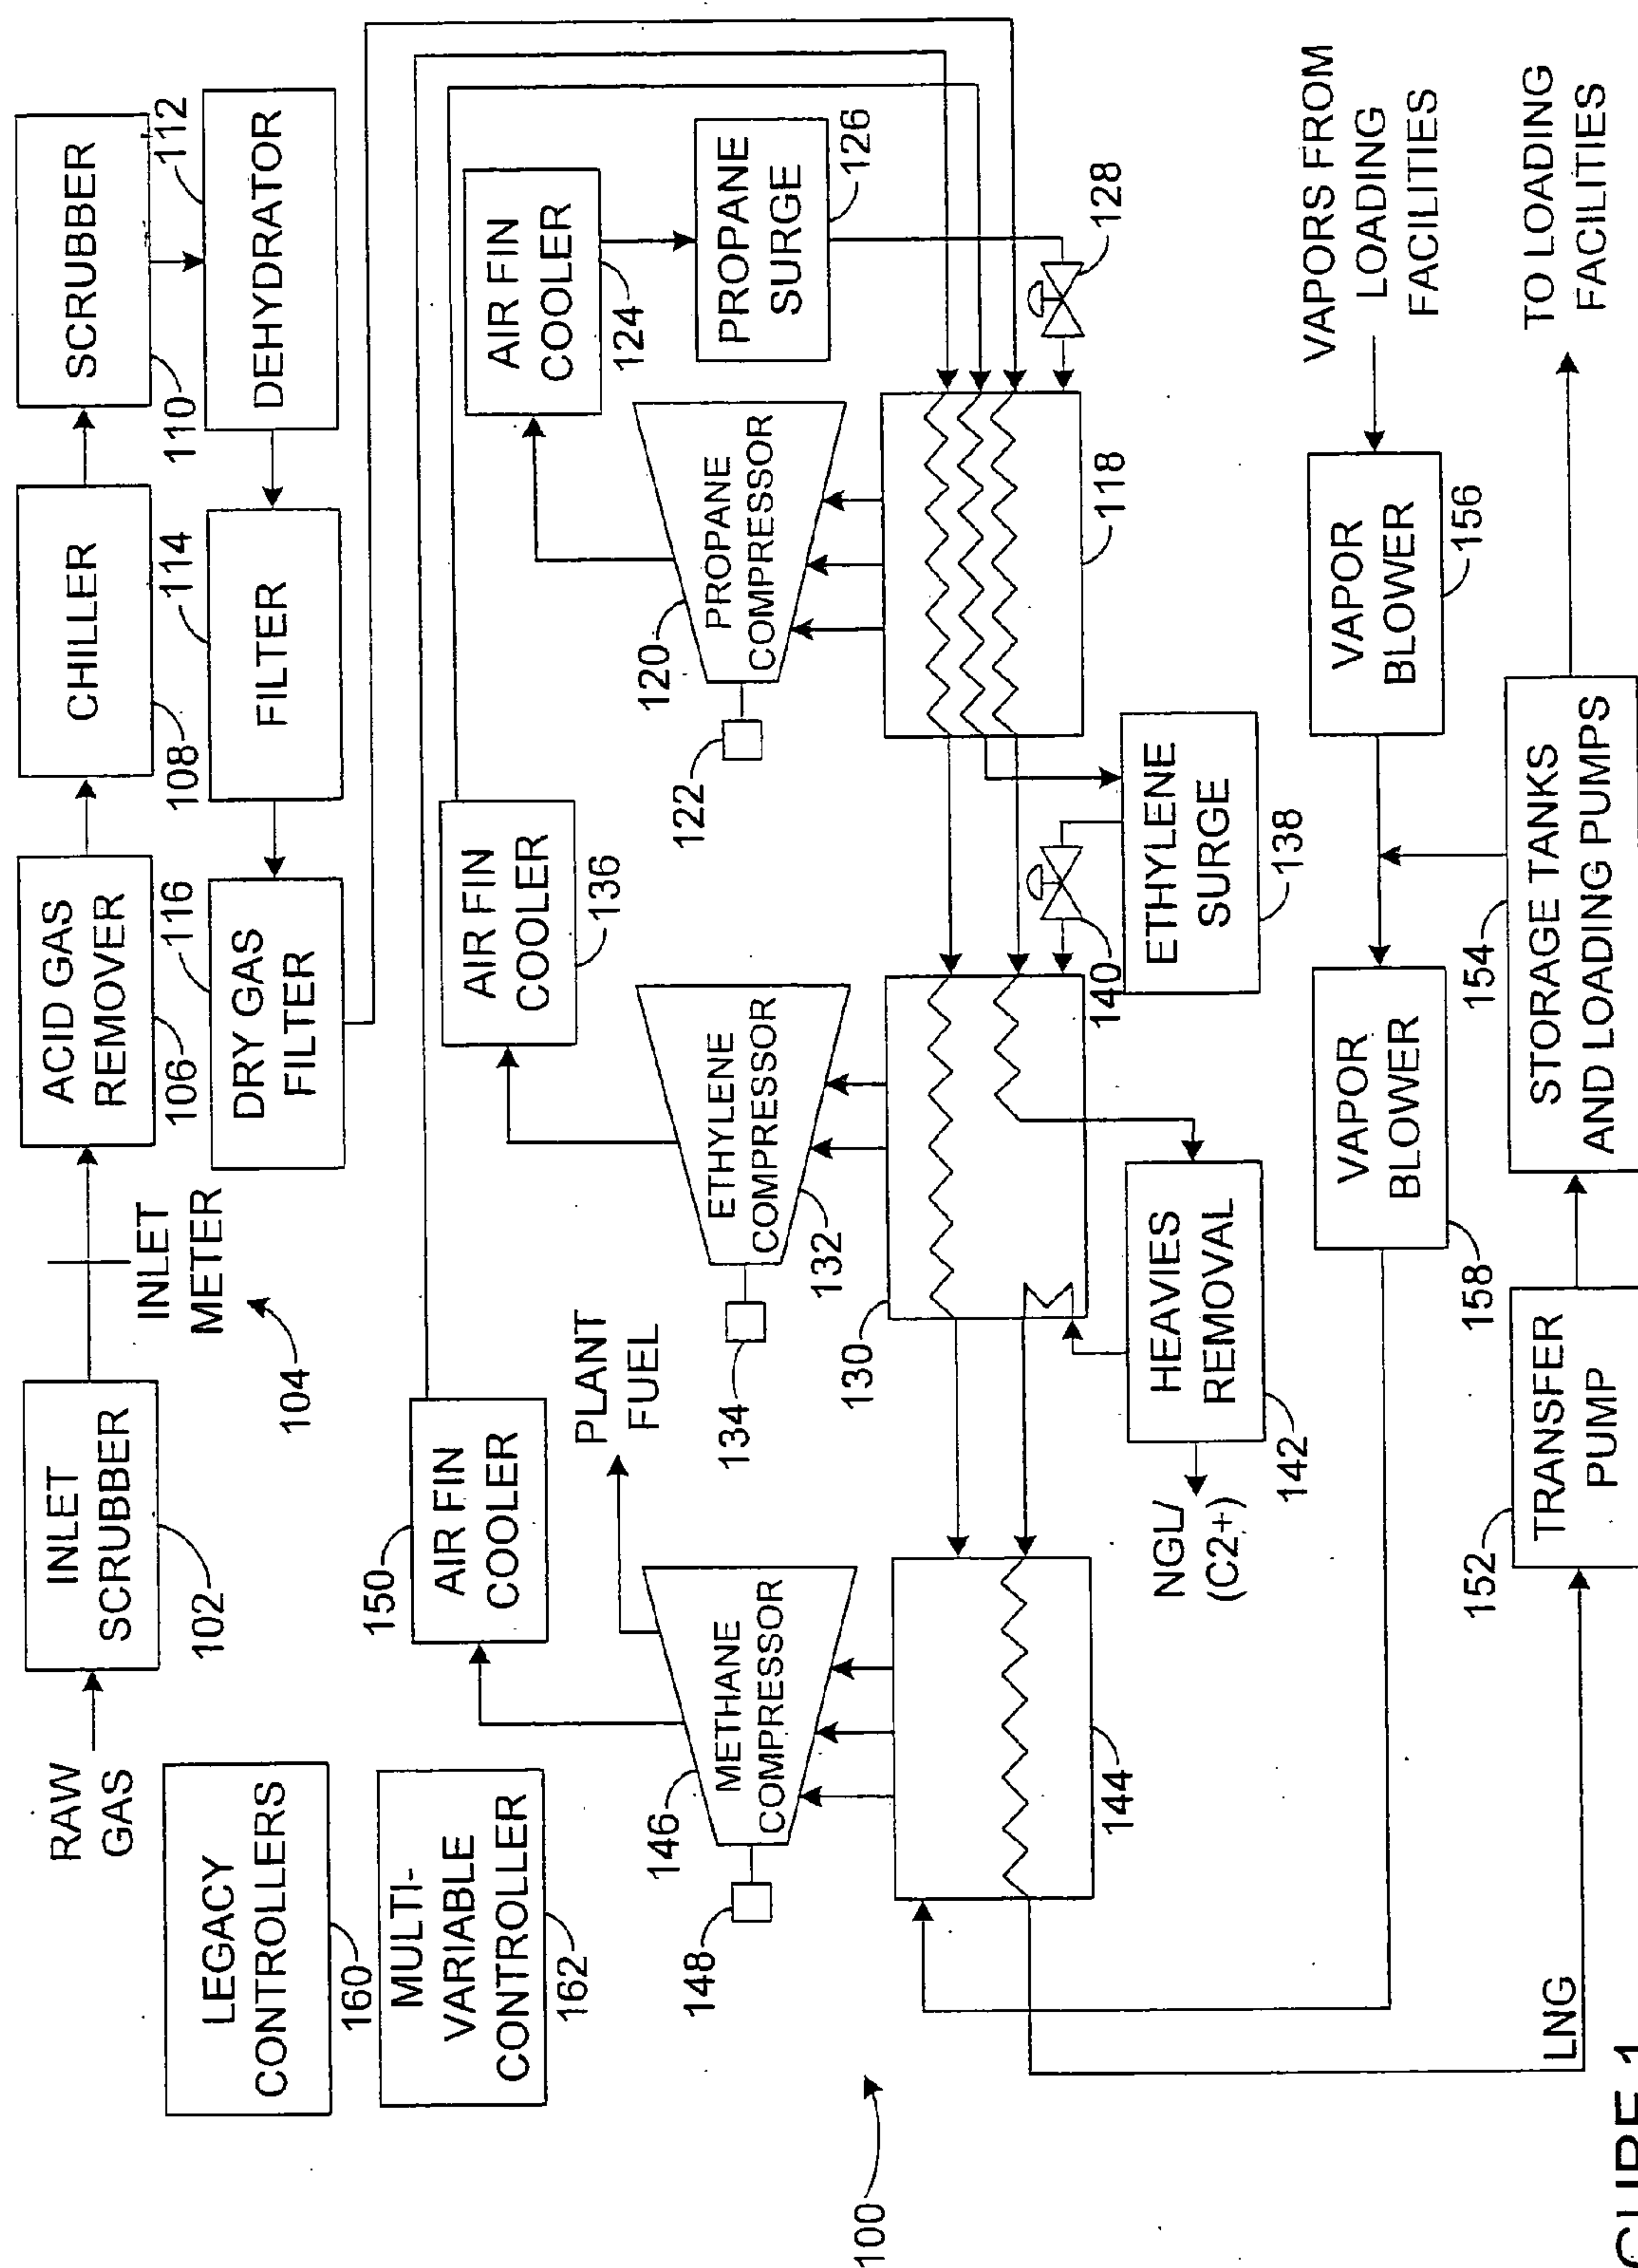 RAW
GAS
INLET
SCRUBBER
102
INLET
METER
104
ACID GAS
REMOVER
106
CHILLER
108
SCRUBBER
110
LEGACY
CONTROLLERS
160
DRY GAS
FILTER
116
FILTER
114
DEHYDRATOR
112
MULTI-
VARIABLE
CONTROLLER
162
150
AIR FIN
COOLER
AIR FIN
COOLER
136
AIR FIN
COOLER
124
PLANT
FUEL
METHANE
COMPRESSOR
146
148
ETHYLENE
COMPRESSOR
132
134
PROPANE
COMPRESSOR
120
122
PROPANE
SURGE
126
128
100
144
130
140
118
NGL/
(C2+)
HEAVIES
REMOVAL
142
ETHYLENE
SURGE
138
VAPOR
BLOWER
158
VAPOR
BLOWER
156
VAPORS FROM
LOADING
FACILITIES
LNG
152
TRANSFER
PUMP
154
STORAGE TANKS
AND LOADING PUMPS
TO LOADING
FACILITIES